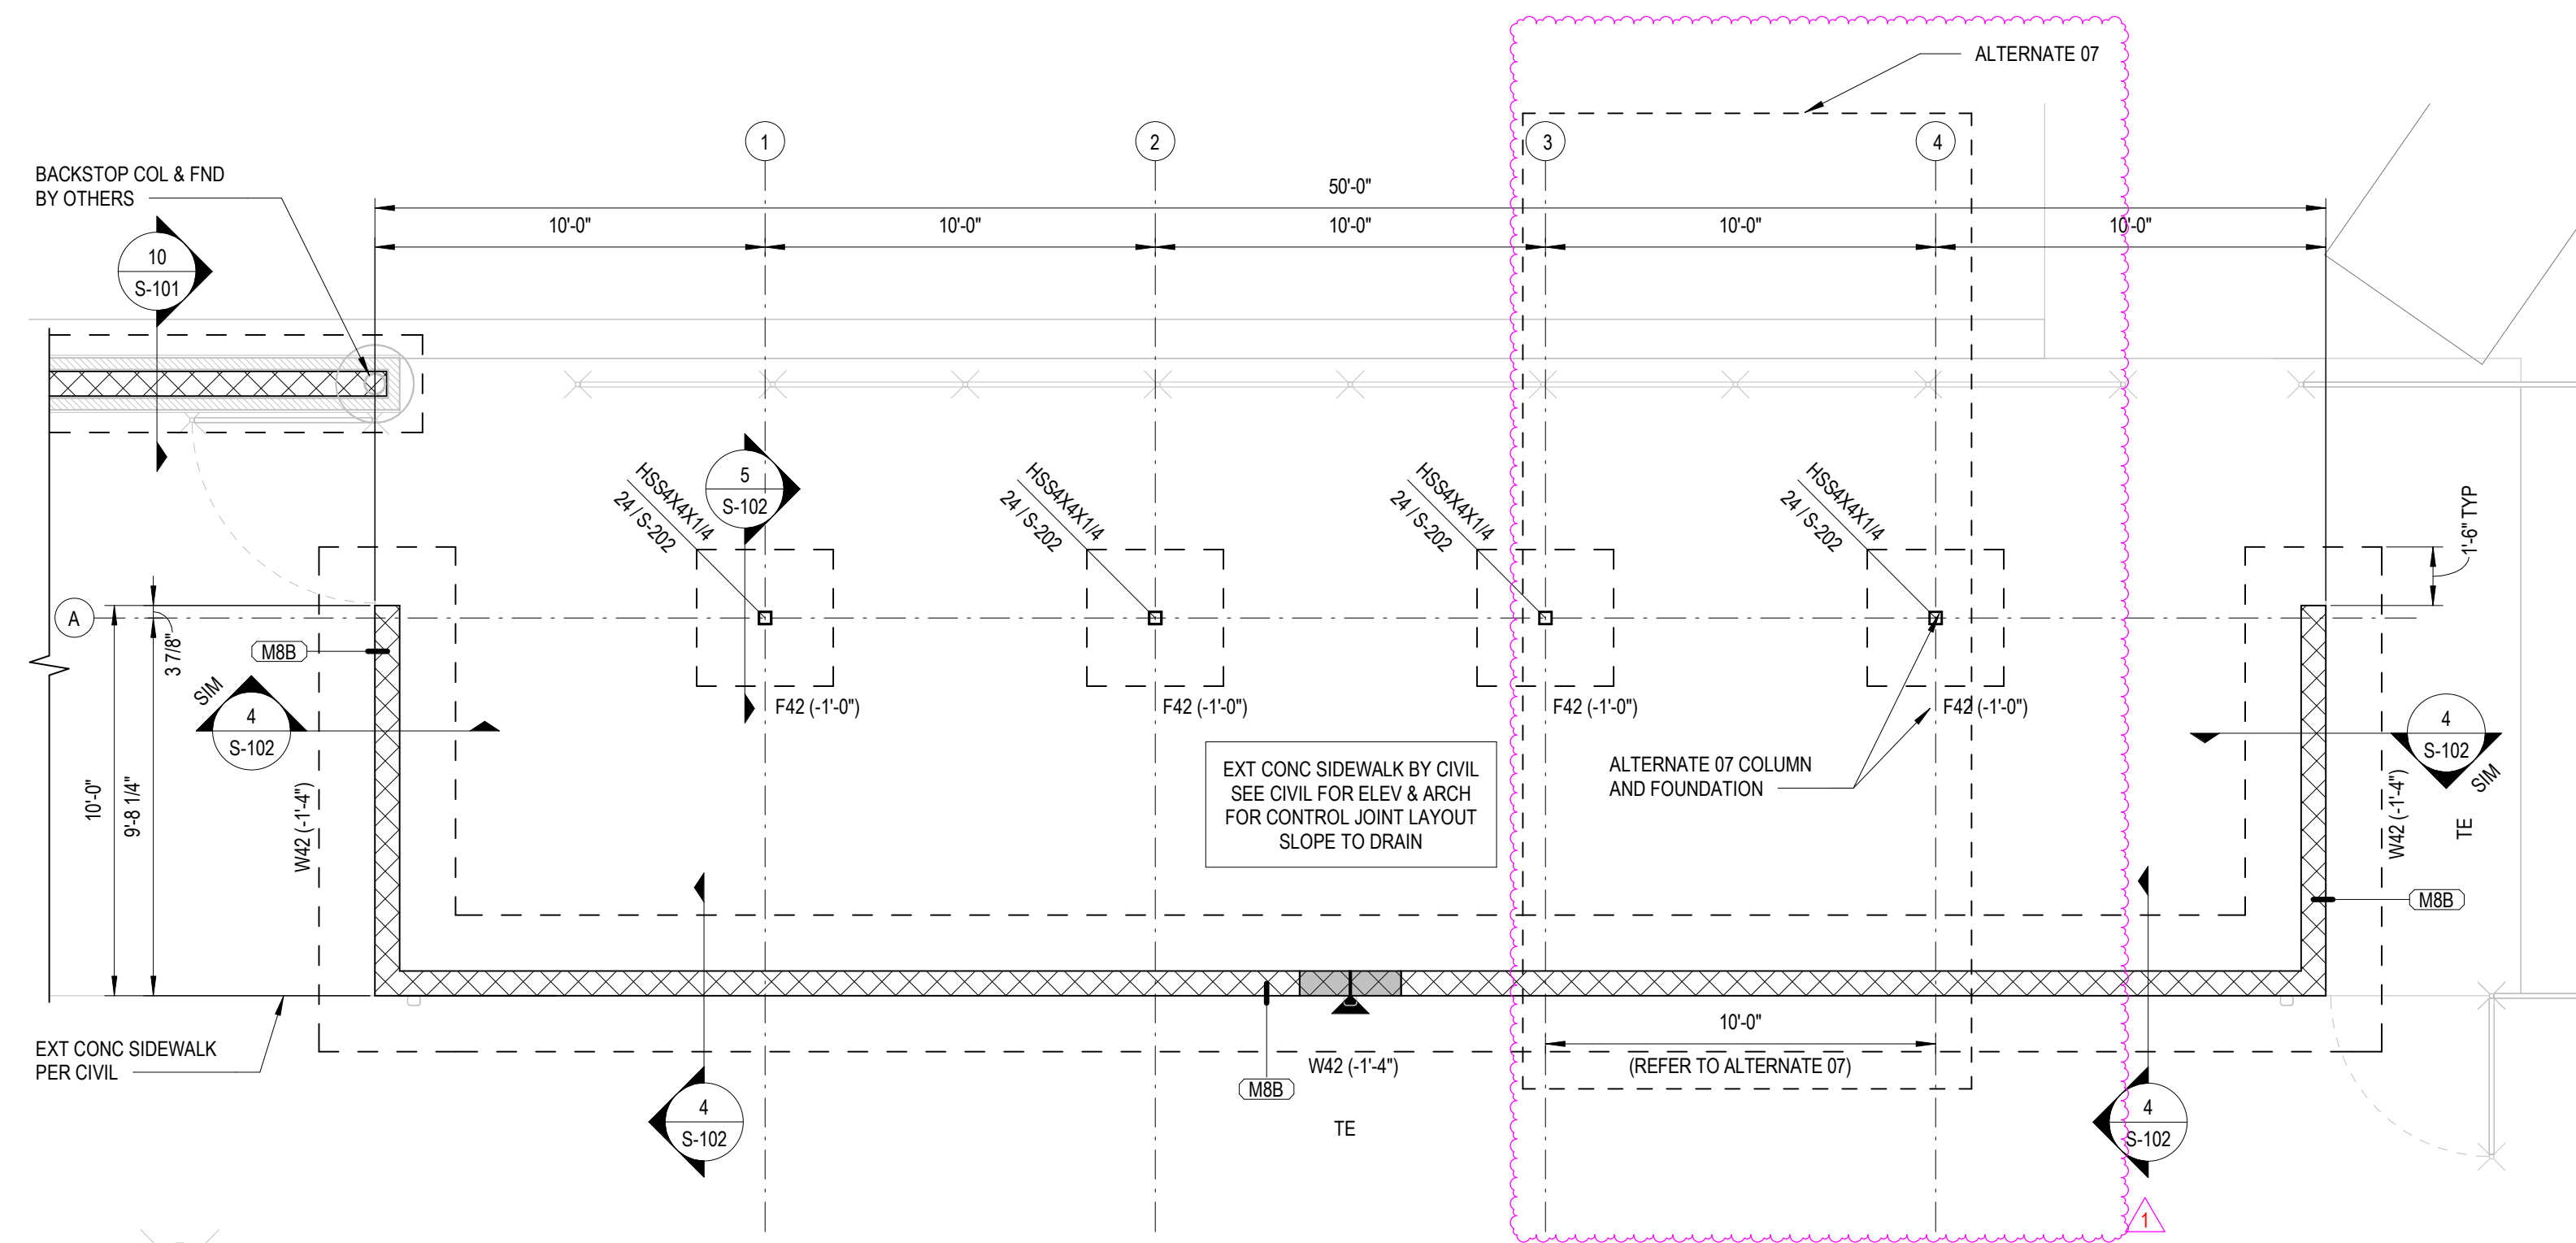 ALTERNATE 07
1
2
3
4
BACKSTOP COL & FND
BY OTHERS
50'-0"
10'-0"
10'-0"
10'-0"
10'-0"
10'-0"
10
S-101
5
S-102
HSS4X4X1/4
24 / S-202
HSS4X4X1/4
24 / S-202
HSS4X4X1/4
24 / S-202
HSS4X4X1/4
24 / S-202
1'-6" TYP
A
3 7/8"
M8B
SIM
4
S-102
F42 (-1'-0")
F42 (-1'-0")
F42 (-1'-0")
F42 (-1'-0")
4
S-102
SIM
10'-0"
9'-8 1/4"
W42 (-1'-4")
EXT CONC SIDEWALK BY CIVIL
SEE CIVIL FOR ELEV & ARCH
FOR CONTROL JOINT LAYOUT
SLOPE TO DRAIN
ALTERNATE 07 COLUMN
AND FOUNDATION
W42 (-1'-4")
TE
M8B
EXT CONC SIDEWALK
PER CIVIL
10'-0"
(REFER TO ALTERNATE 07)
W42 (-1'-4")
M8B
TE
4
S-102
4
S-102
1